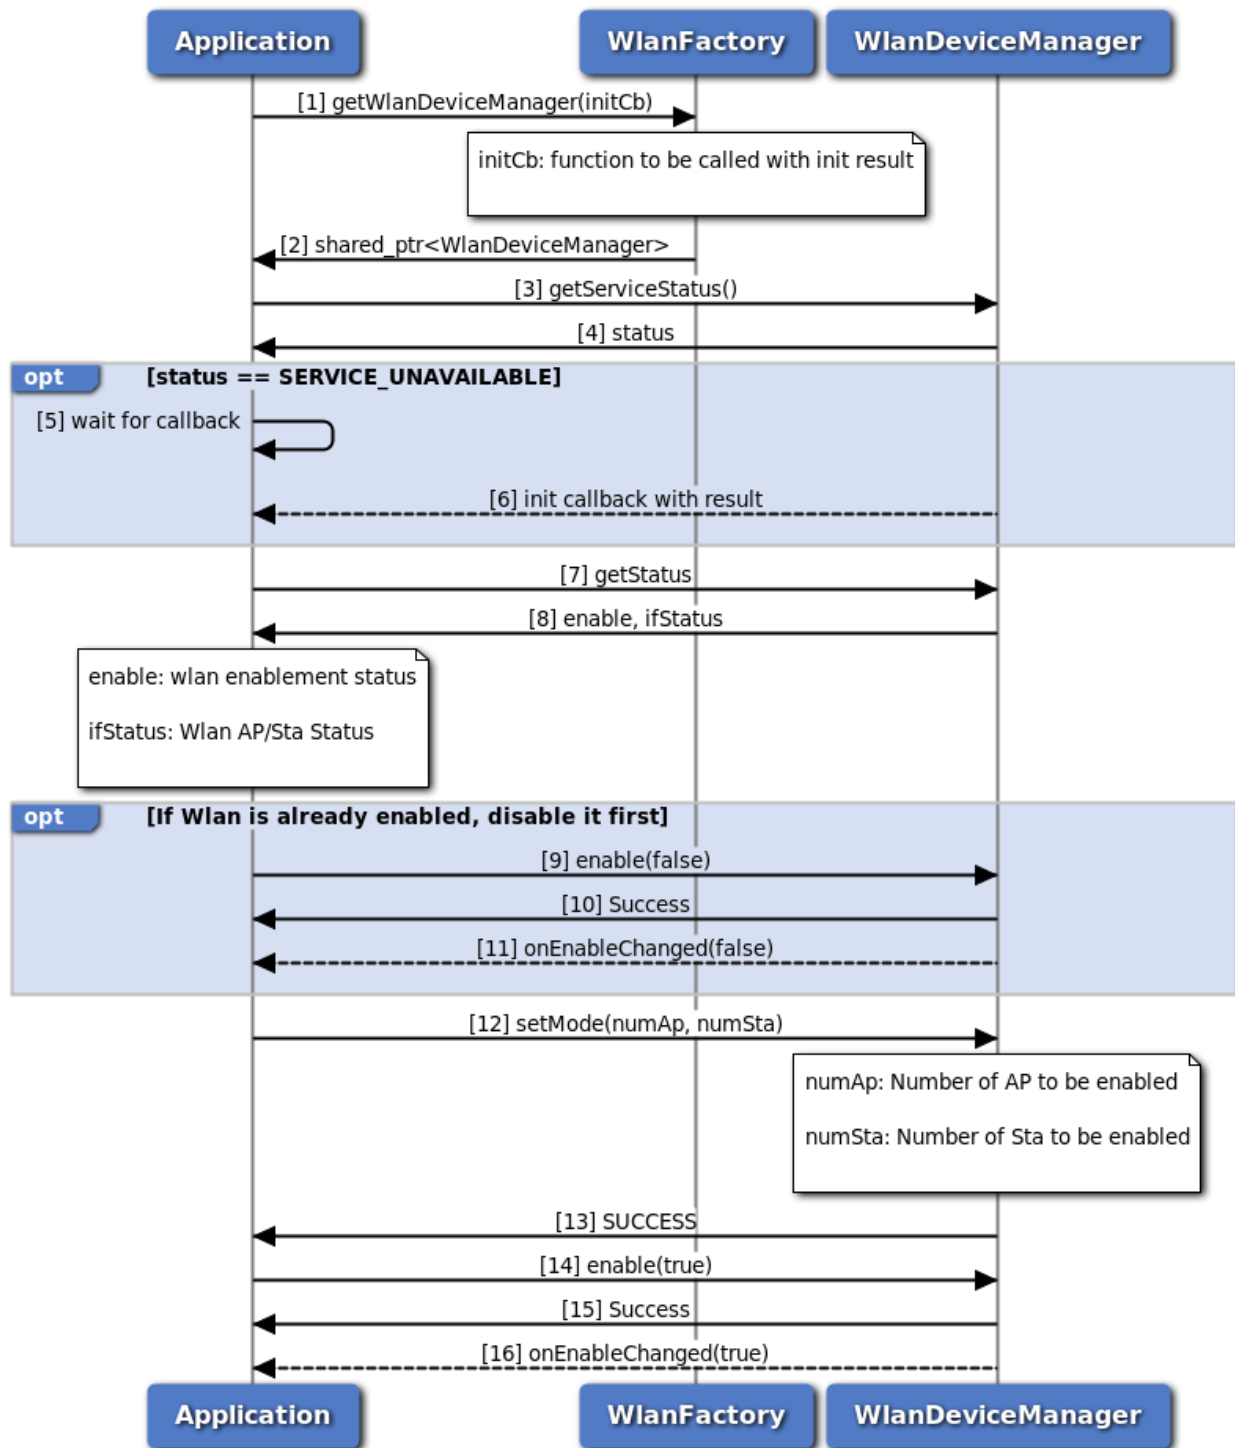 Application
WlanFactory
WlanDeviceManager
[1] getWlanDeviceManager(initCb)
initCb: function to be called with init result
[2] shared_ptr<WlanDeviceManager>
[3] getServiceStatus()
[4] status
opt
[status == SERVICE_UNAVAILABLE]
[5] wait for callback
[6] init callback with result
[7] getStatus
[8] enable, ifStatus
enable: wlan enablement status
ifStatus: Wlan AP/Sta Status
opt
[If Wlan is already enabled, disable it first]
[9] enable(false)
[10] Success
[11] onEnableChanged(false)
[12] setMode(numAp, numSta)
numAp: Number of AP to be enabled
numSta: Number of Sta to be enabled
[13] SUCCESS
[14] enable(true)
[15] Success
[16] onEnableChanged(true)
Application
WlanFactory
WlanDeviceManager